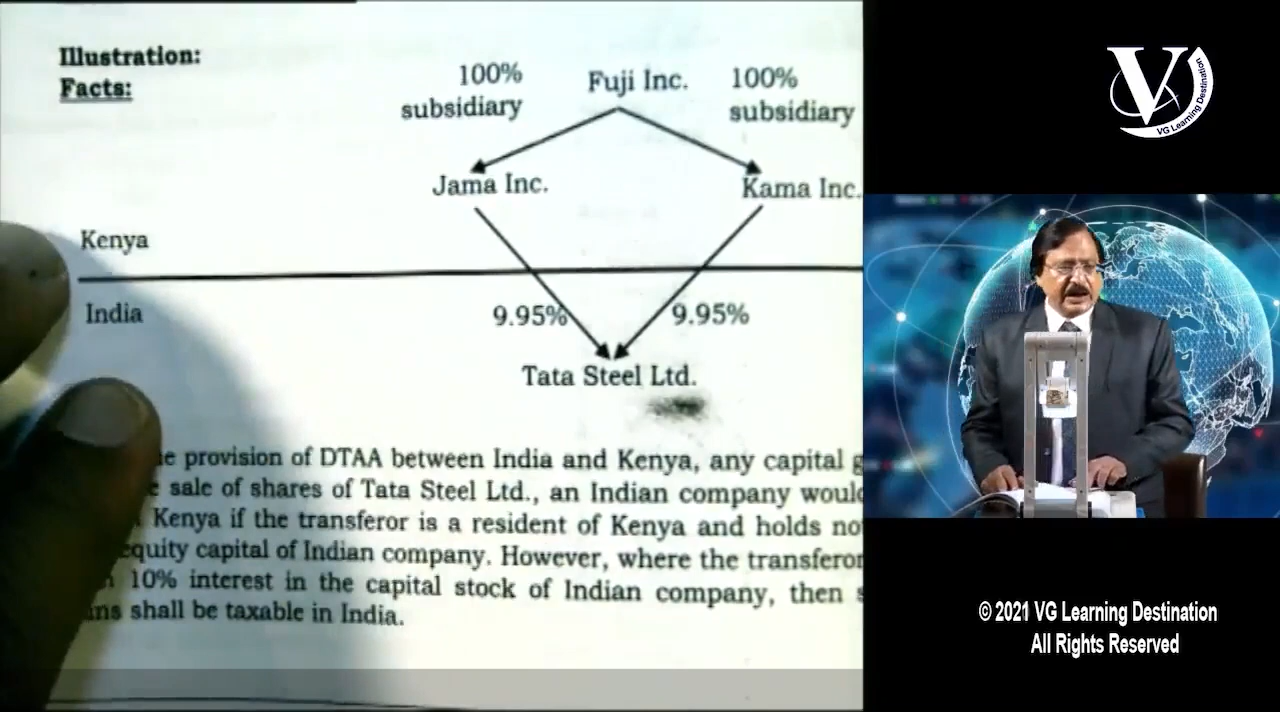 Illustration:
Facts:
100%
subsidiary
Fuji Inc.
100%
subsidiary
Jama Inc.
Kama Inc.
Kenya
India
9.95%
9.95%
Tata Steel Ltd.
provision of DTAA between India and Kenya, any capital
sale of shares of Tata Steel Ltd., an Indian company
Kenya if the transferor is a resident of Kenya and holds
equity capital of Indian company. However, where the transferor
10% interest in the capital stock of Indian company, then
shall be taxable in India.
V
VG Learning Destination
© 2021 VG Learning Destination
All Rights Reserved